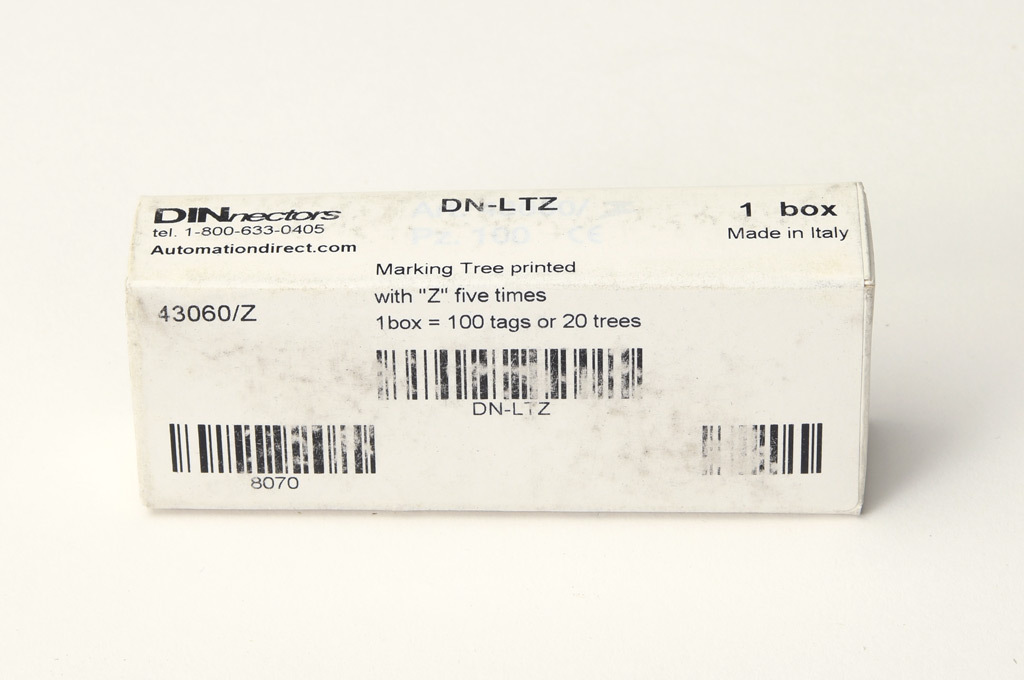 DINnectors
tel. 1-800-633-0405
Automationdirect.com
DN-LTZ
1 box
Made in Italy
Marking Tree printed
with "Z" five times
1box = 100 tags or 20 trees
43060/Z
DN-LTZ
8070